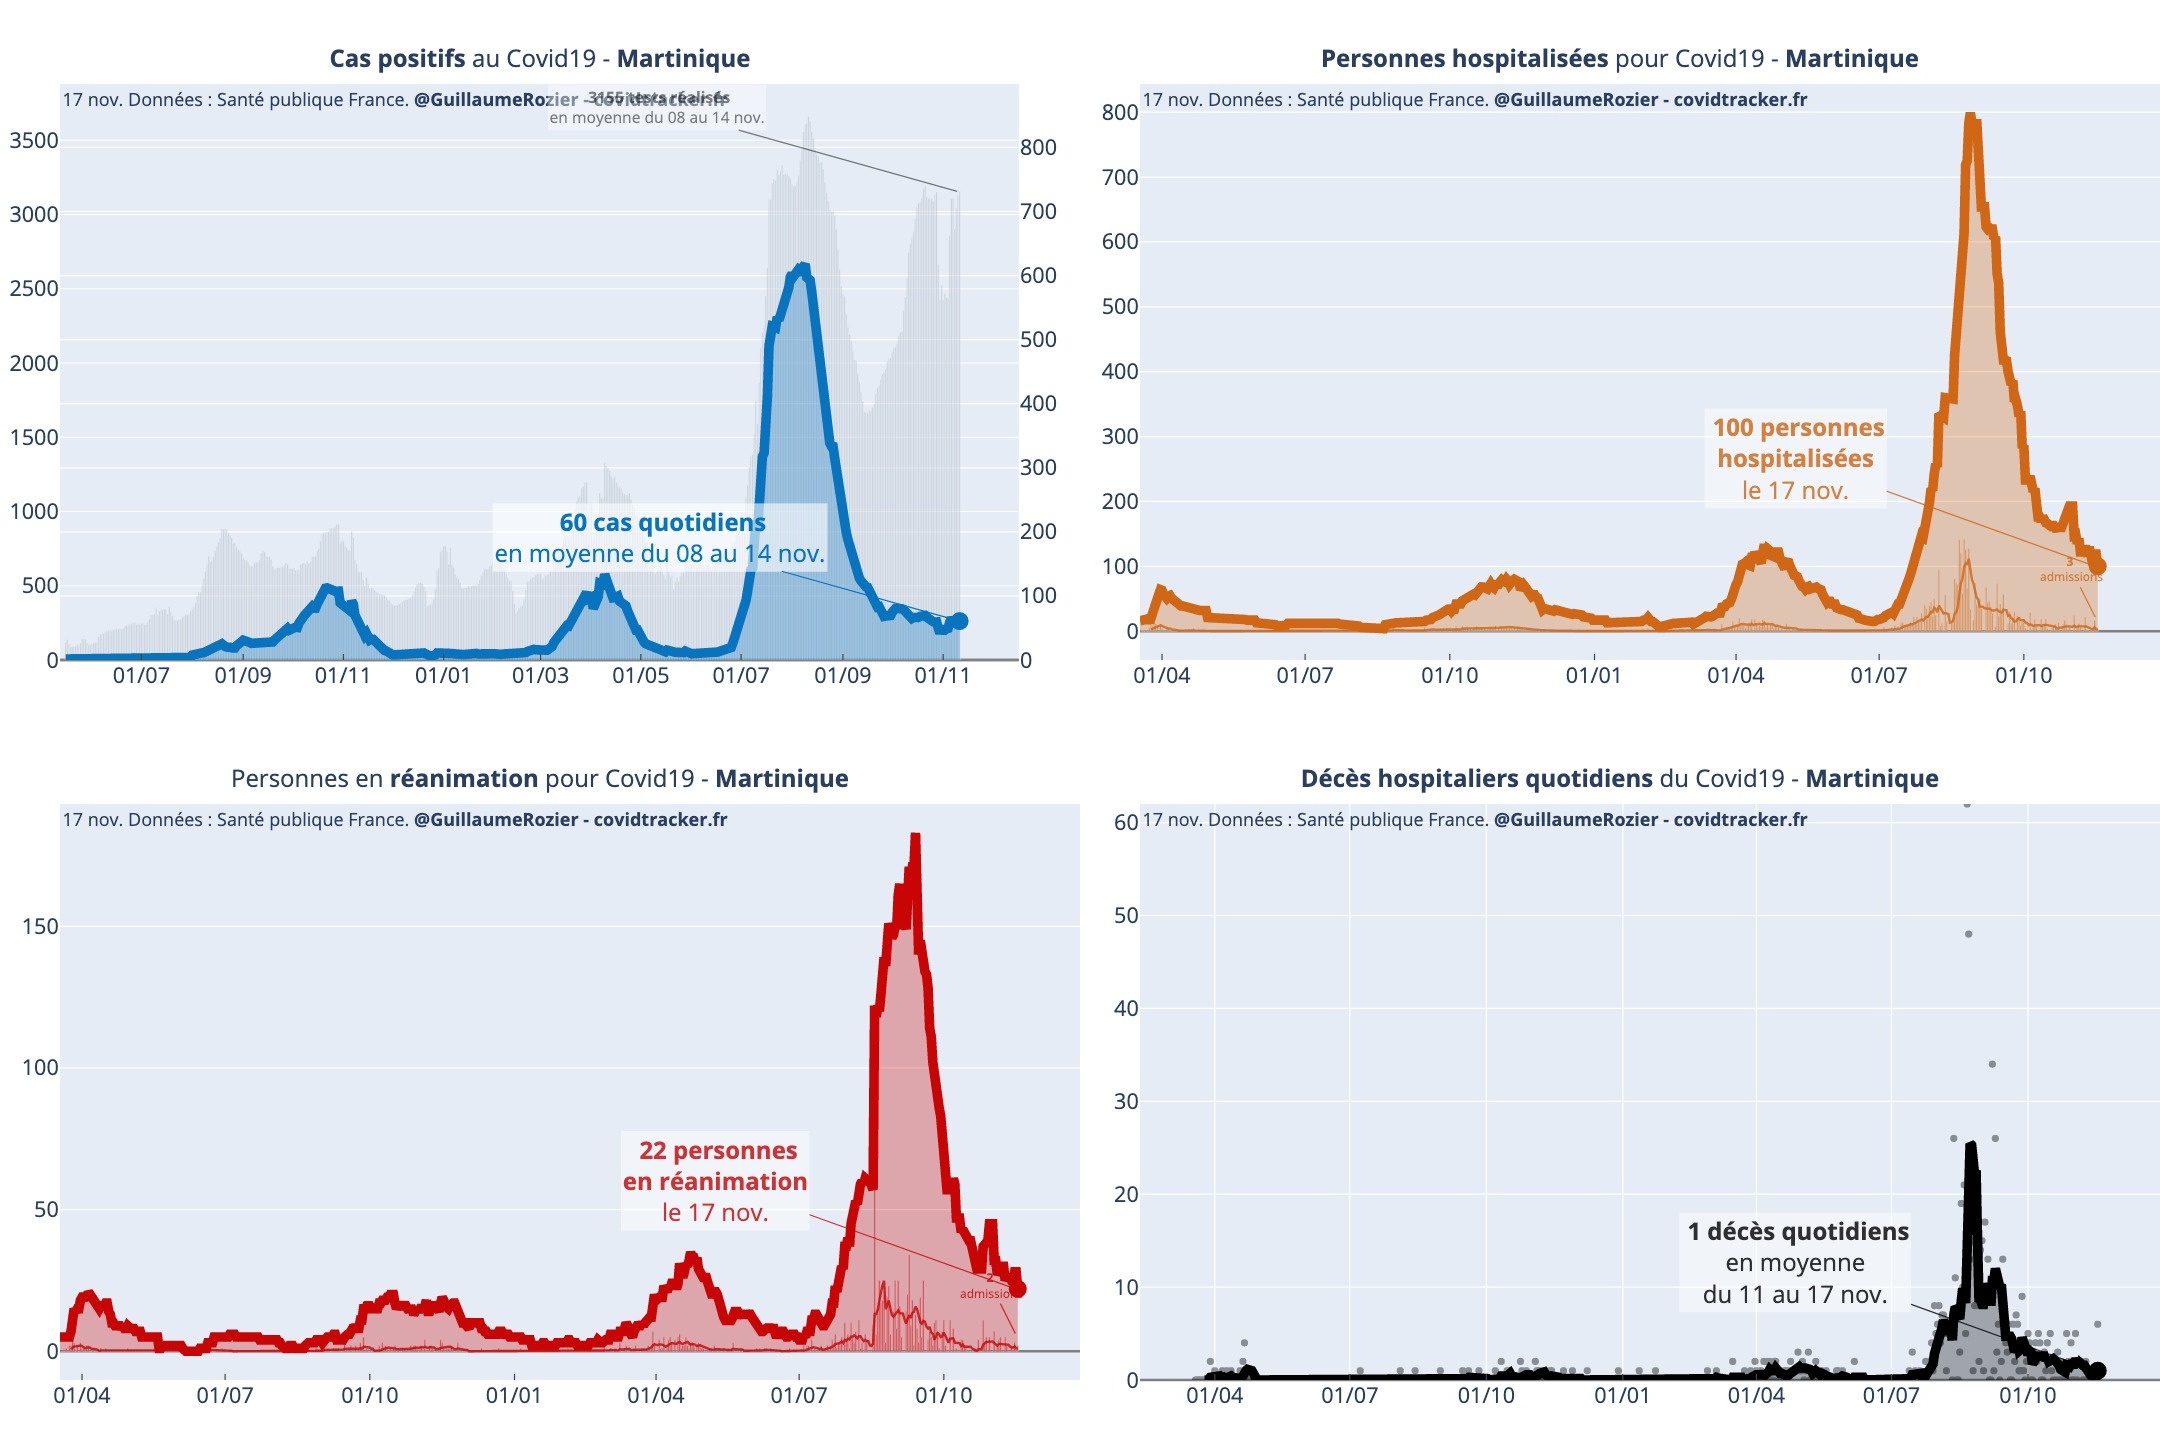 Cas positifs au Covid19 - Martinique
17 nov. Données : Santé publique France. @GuillaumeRozier - covidtracker.fr
3155 tests réalisés
en moyenne du 08 au 14 nov.
3500
3000
2500
2000
1500
1000
500
0
800
700
600
500
400
300
200
100
0
60 cas quotidiens
en moyenne du 08 au 14 nov.
01/07 01/09 01/11 01/01 01/03 01/05 01/07 01/09 01/11
Personnes hospitalisées pour Covid19 - Martinique
17 nov. Données : Santé publique France. @GuillaumeRozier - covidtracker.fr
800
700
600
500
400
300
200
100
0
100 personnes
hospitalisées
le 17 nov.
3
admissions
01/04 01/07 01/10 01/01 01/04 01/07 01/10
Personnes en réanimation pour Covid19 - Martinique
17 nov. Données : Santé publique France. @GuillaumeRozier - covidtracker.fr
150
100
50
0
22 personnes
en réanimation
le 17 nov.
2
admission
01/04 01/07 01/10 01/01 01/04 01/07 01/10
Décès hospitaliers quotidiens du Covid19 - Martinique
17 nov. Données : Santé publique France. @GuillaumeRozier - covidtracker.fr
60
50
40
30
20
10
0
1 décès quotidiens
en moyenne
du 11 au 17 nov.
01/04 01/07 01/10 01/01 01/04 01/07 01/10